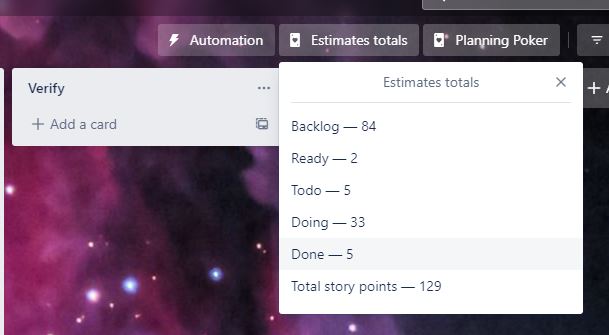 Automation
Estimates totals
Planning Poker
Verify
Add a card
Estimates totals
Backlog — 84
Ready — 2
Todo — 5
Doing — 33
Done — 5
Total story points — 129